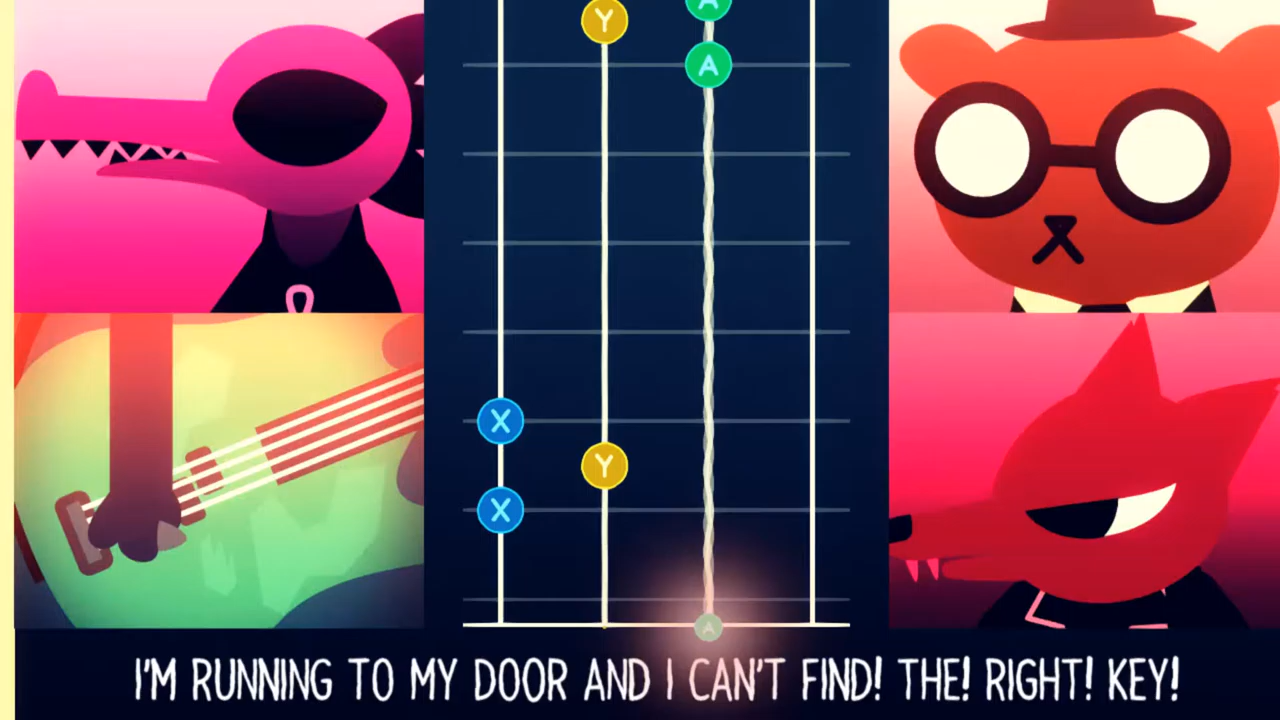 A
Y
A
X
Y
X
A
I'M RUNNING TO MY DOOR AND I CAN'T FIND! THE! RIGHT! KEY!